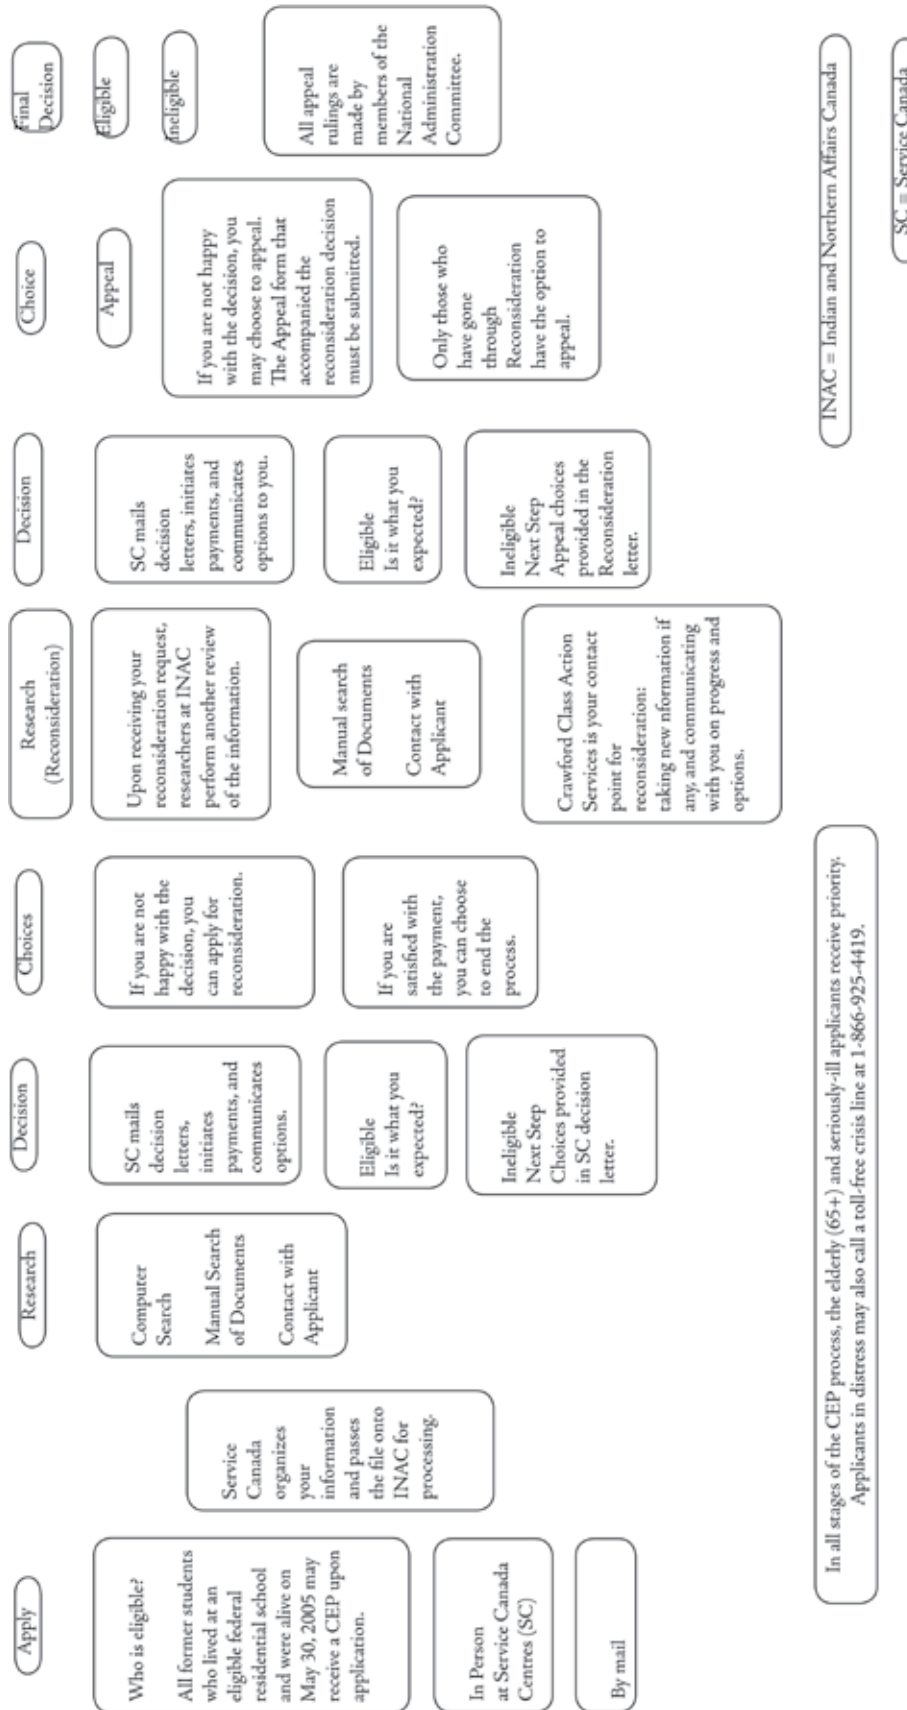 Apply
Who is eligible?
All former students
who lived at an
eligible federal
residential school
and were alive on
May 30, 2005 may
receive a CEP upon
application.
In Person
at Service Canada
Centres (SC)
By mail
Service
Canada
organizes
your
information
and passes
the file onto
INAC for
processing.
Research
Computer
Search
Manual Search
of Documents
Contact with
Applicant
Decision
SC mails
decision
letters,
initiates
payments, and
communicates
options.
Eligible
Is it what you
expected?
Ineligible
Next Step
Choices provided
in SC decision
letter.
Choices
If you are not
happy with the
decision, you
can apply for
reconsideration.
If you are
satisfied with
the payment,
you can choose
to end the
process.
Research
(Reconsideration)
Upon receiving your
reconsideration request,
researchers at INAC
perform another review
of the information.
Manual search
of Documents
Contact with
Applicant
Crawford Class Action
Services is your contact
point for
reconsideration:
taking new nformation if
any, and communicating
with you on progress and
options.
Decision
SC mails
decision
letters, initiates
payments, and
communicates
options to you.
Eligible
Is it what you
expected?
Ineligible
Next Step
Appeal choices
provided in the
Reconsideration
letter.
Choice
Appeal
If you are not happy
with the decision, you
may choose to appeal.
The Appeal form that
accompanied the
reconsideration decision
must be submitted.
Only those who
have gone
through
Reconsideration
have the option to
appeal.
Final
Decision
Eligible
Ineligible
All appeal
rulings are
made by
members of the
National
Administration
Committee.
In all stages of the CEP process, the elderly (65+) and seriously-ill applicants receive priority.
Applicants in distress may also call a toll-free crisis line at 1-866-925-4419.
INAC = Indian and Northern Affairs Canada
SC = Service Canada